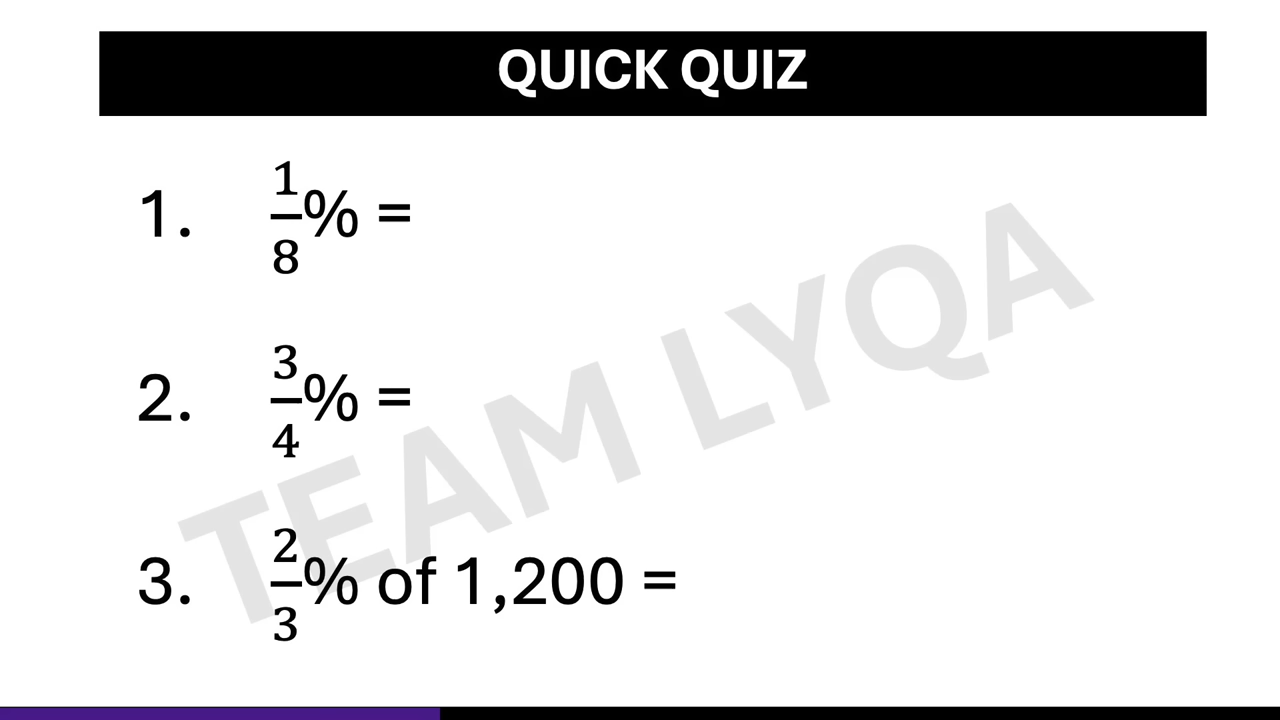 QUICK QUIZ
1. 1/8% =
2. 3/4% =
3. 2/3% of 1,200 =
TEAM LYQA